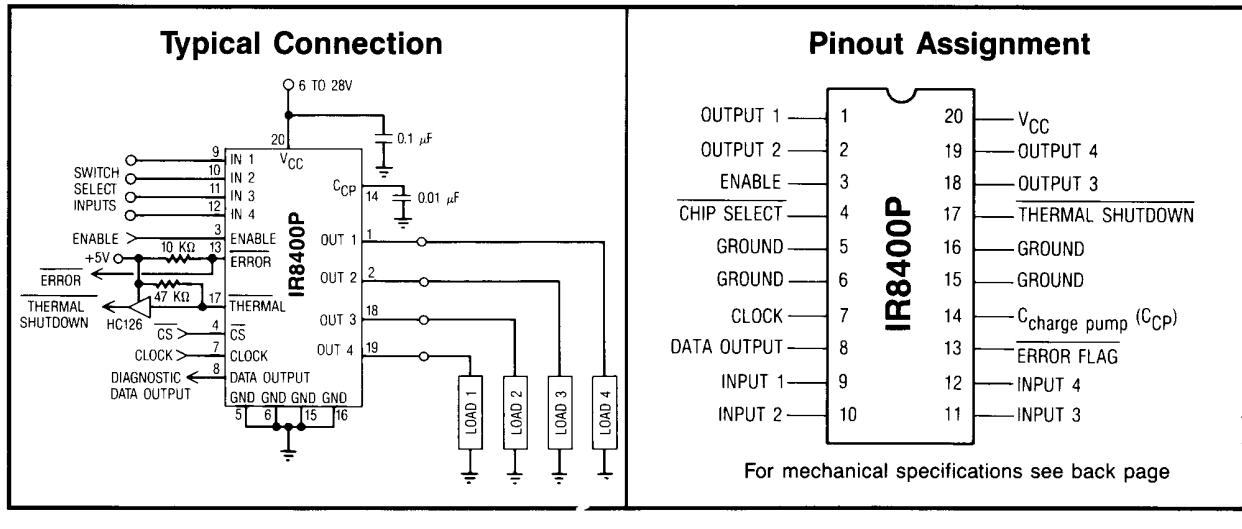 Typical Connection
6 TO 28V
0.1 μF
20
VCC
SWITCH
SELECT
INPUTS
9 IN 1
10 IN 2
11 IN 3
12 IN 4
CCP
14
0.01 μF
ENABLE 3 ENABLE
+5V 10 KΩ 13 ERROR
ERROR
47 KΩ
THERMAL
SHUTDOWN
HC126
17 THERMAL
CS 4 CS
CLOCK 7 CLOCK
DIAGNOSTIC
DATA OUTPUT
8 DATA OUTPUT
IR8400P
OUT 1 1
OUT 2 2
OUT 3 18
OUT 4 19
GND GND GND GND
5 6 15 16
LOAD 1
LOAD 2
LOAD 3
LOAD 4
Pinout Assignment
OUTPUT 1 1 20 VCC
OUTPUT 2 2 19 OUTPUT 4
ENABLE 3 18 OUTPUT 3
CHIP SELECT 4 17 THERMAL SHUTDOWN
GROUND 5 16 GROUND
GROUND 6 15 GROUND
CLOCK 7 14 Ccharge pump (CCP)
DATA OUTPUT 8 13 ERROR FLAG
INPUT 1 9 12 INPUT 4
INPUT 2 10 11 INPUT 3
IR8400P
For mechanical specifications see back page